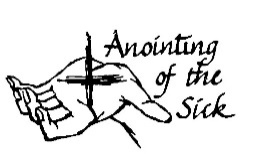 Anointing
of the
Sick